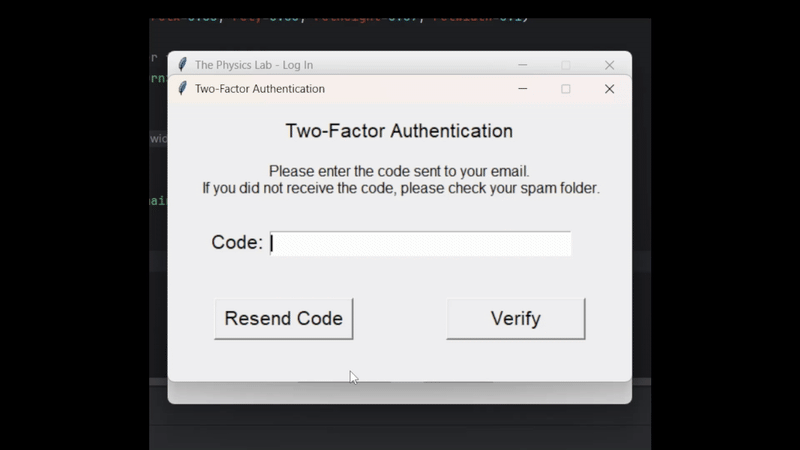 The Physics Lab - Log In
Two-Factor Authentication
Two-Factor Authentication
Please enter the code sent to your email.
If you did not receive the code, please check your spam folder.
Code:
Resend Code
Verify